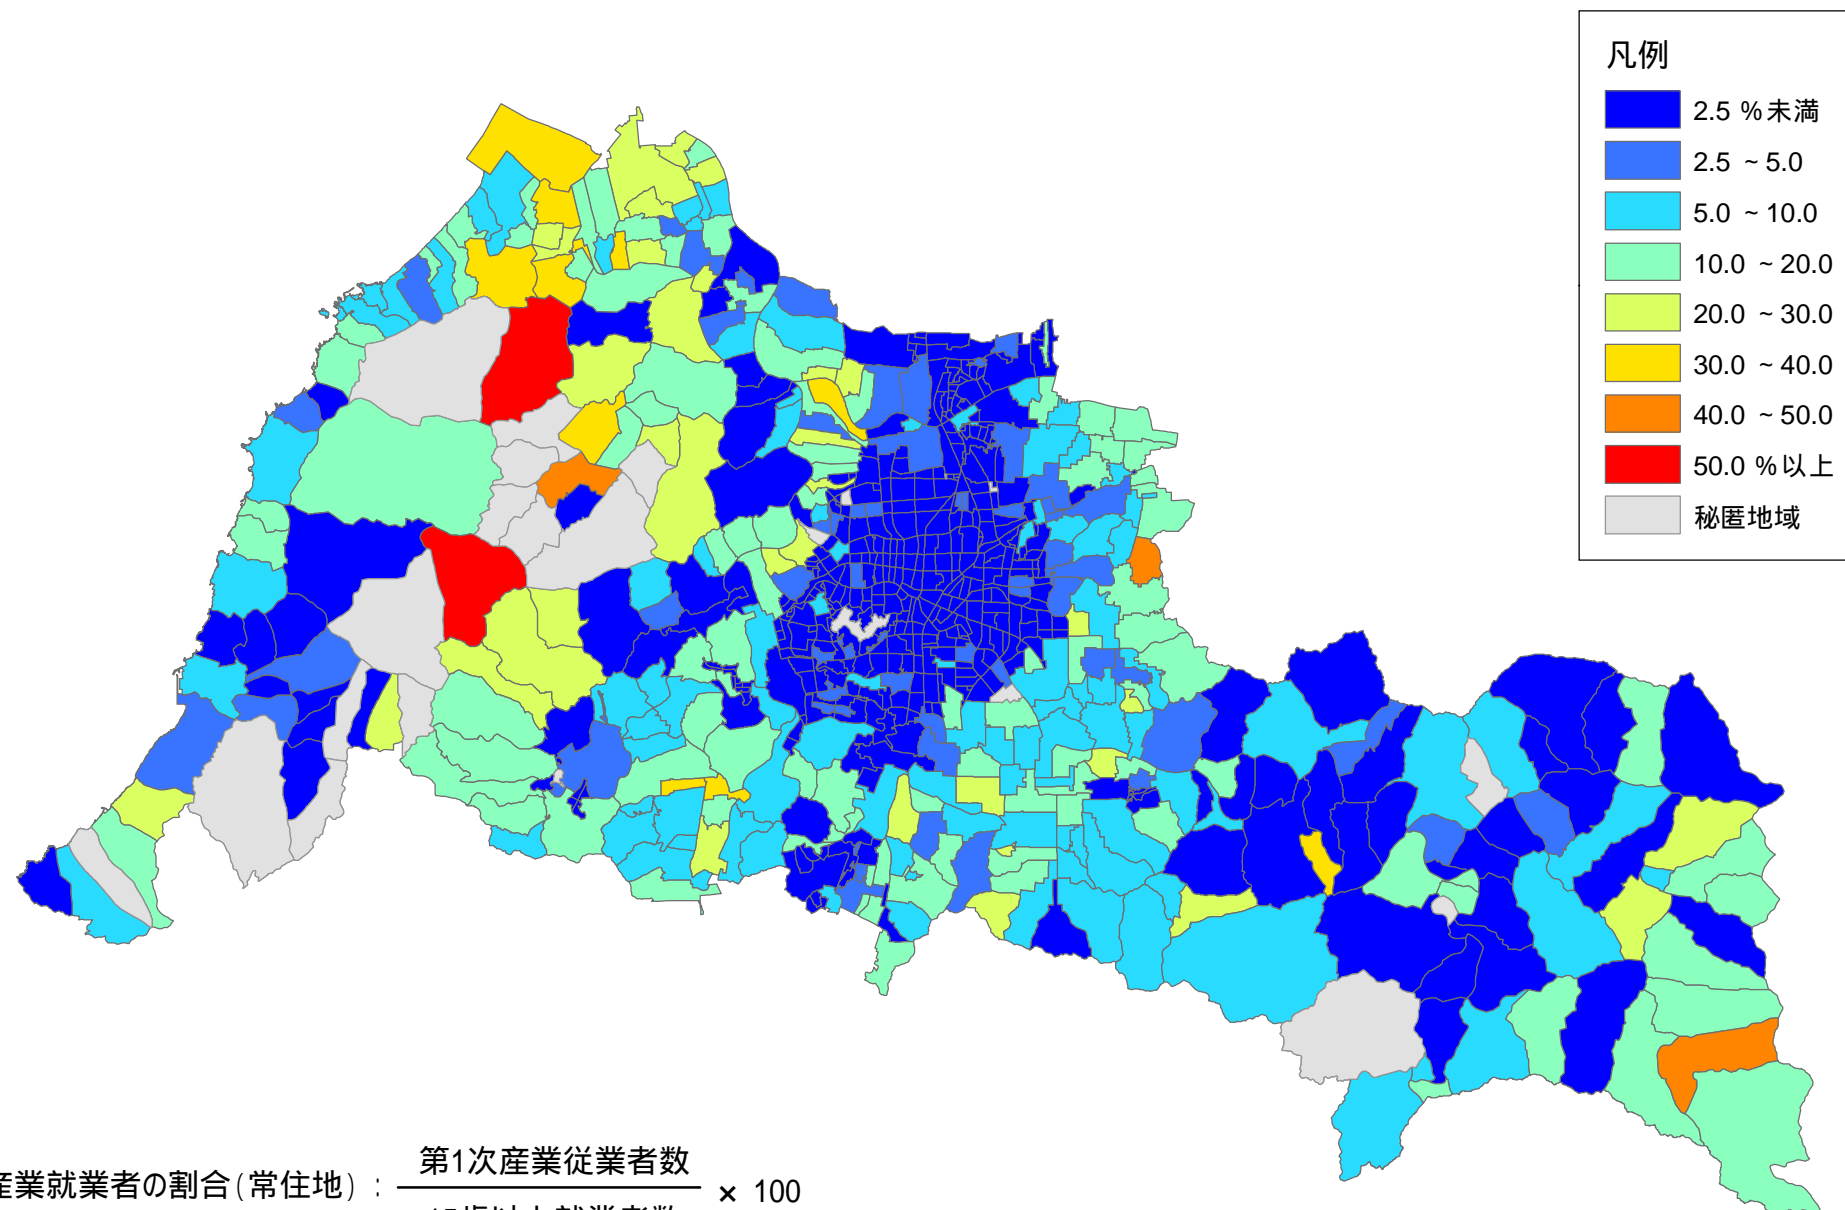 凡例
2.5 %未満
2.5 ~ 5.0
5.0 ~ 10.0
10.0 ~ 20.0
20.0 ~ 30.0
30.0 ~ 40.0
40.0 ~ 50.0
50.0 %以上
秘匿地域
第1次産業従業者数
産業就業者の割合(常住地) : × 100